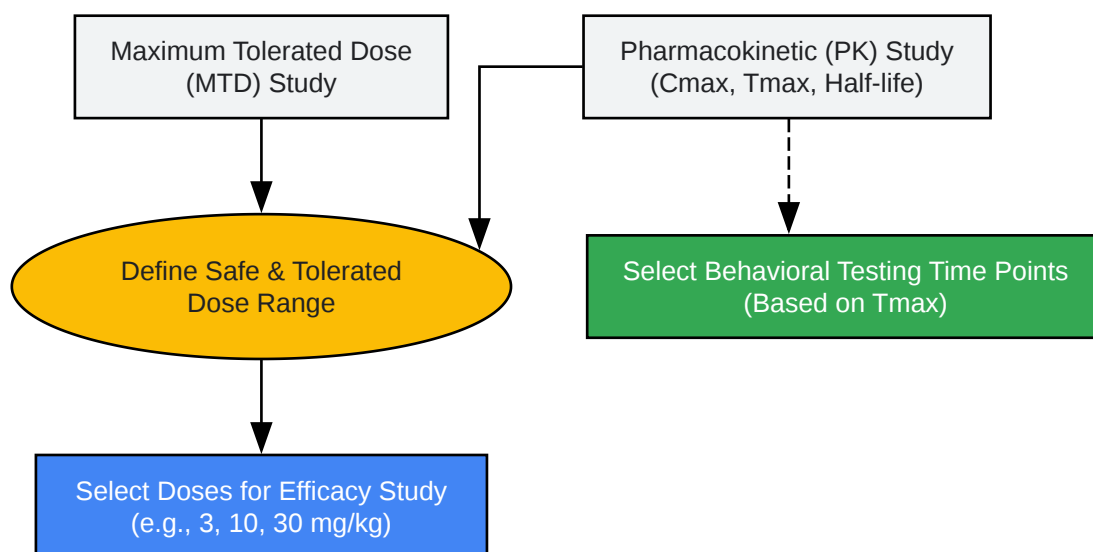 Maximum Tolerated Dose
(MTD) Study
Pharmacokinetic (PK) Study
(Cmax, Tmax, Half-life)
Define Safe & Tolerated
Dose Range
Select Behavioral Testing Time Points
(Based on Tmax)
Select Doses for Efficacy Study
(e.g., 3, 10, 30 mg/kg)